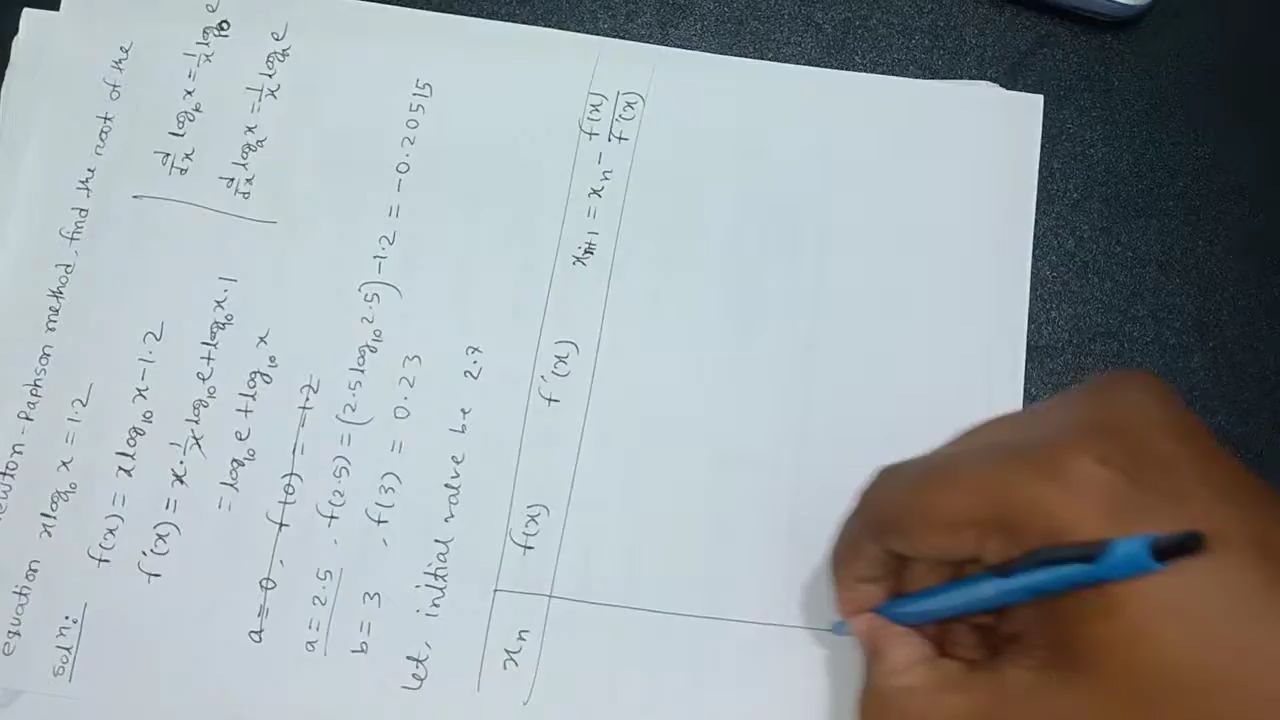 ewton-Raphson method, find the root of the
equation x log₁₀ x = 1.2
soln:
f(x) = x log₁₀ x - 1.2
f'(x) = x · 1/x log₁₀ e + log₁₀ x · 1
= log₁₀ e + log₁₀ x
d/dx log₁₀ x = 1/x log₁₀ e
d/dx logₐ x = 1/x logₐ e
a = 0, f(0) = -1.2
a = 2.5, f(2.5) = (2.5 log₁₀ 2.5) - 1.2 = -0.20515
b = 3, f(3) = 0.23
Let, initial valve be 2.7
xₙ f(x) f'(x) xₙ₊₁ = xₙ - f(x)/f'(x)